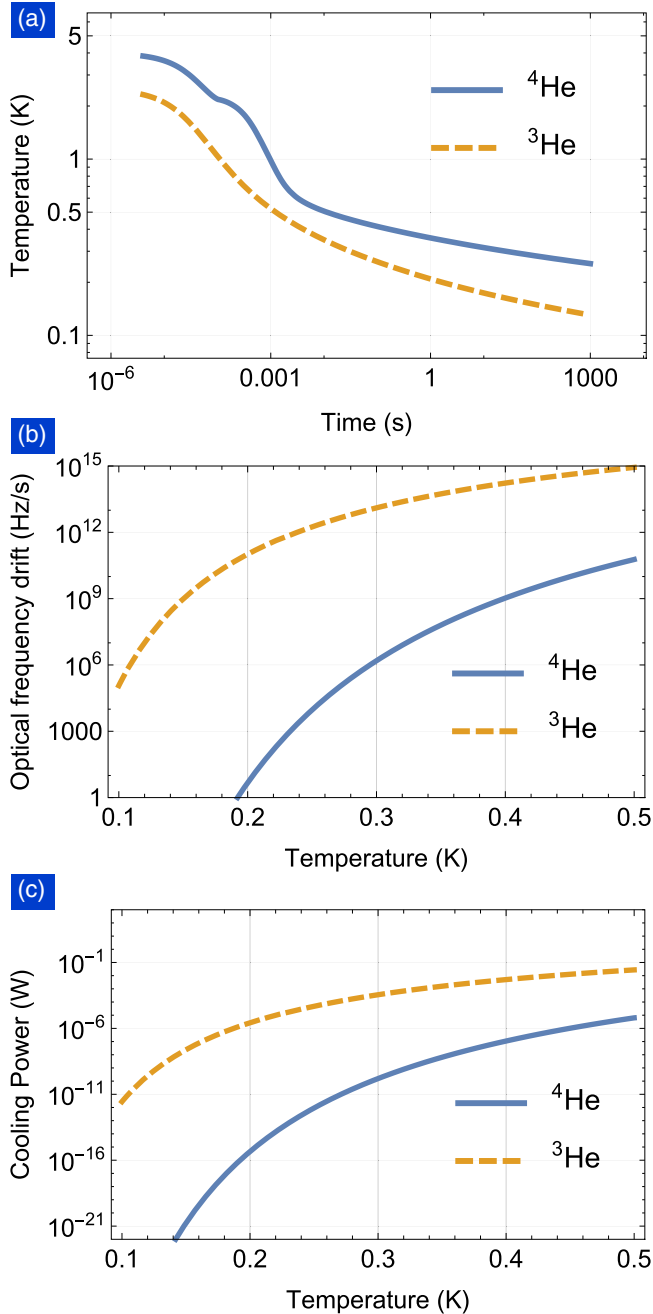 (a)
5
1
0.5
0.1
Temperature (K)
⁴He
³He
10⁻⁶ 0.001 1 1000
Time (s)
(b)
10¹⁵
10¹²
10⁹
10⁶
1000
1
Optical frequency drift (Hz/s)
⁴He
³He
0.1 0.2 0.3 0.4 0.5
Temperature (K)
(c)
10⁻¹
10⁻⁶
10⁻¹¹
10⁻¹⁶
10⁻²¹
Cooling Power (W)
⁴He
³He
0.1 0.2 0.3 0.4 0.5
Temperature (K)